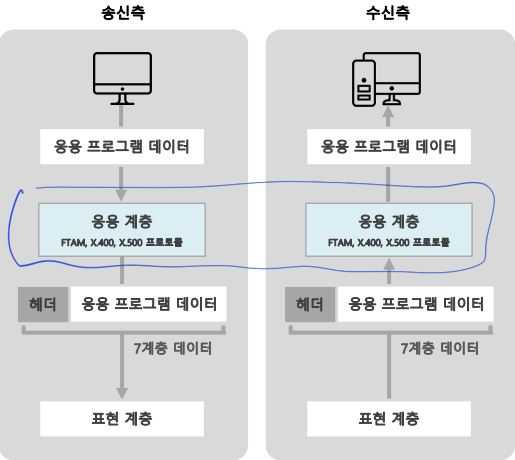 송신측
수신측
응용 프로그램 데이터
응용 프로그램 데이터
응용 계층
FTAM, X.400, X.500 프로토콜
응용 계층
FTAM, X.400, X.500 프로토콜
헤더
응용 프로그램 데이터
헤더
응용 프로그램 데이터
7계층 데이터
7계층 데이터
표현 계층
표현 계층